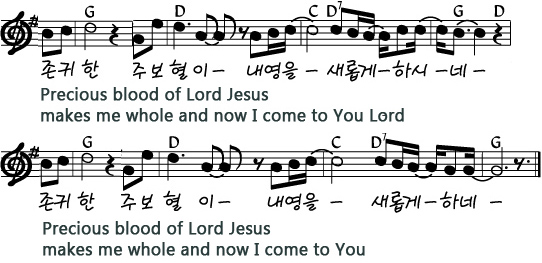 G D C D7 G D
존귀 한 주보 혈 이- 내영을 - 새롭게-하시 -네 -
Precious blood of Lord Jesus
makes me whole and now I come to You Lord
G D C D7 G
존귀 한 주 보 혈 이- 내영을 - 새롭게-하네 -
Precious blood of Lord Jesus
makes me whole and now I come to You